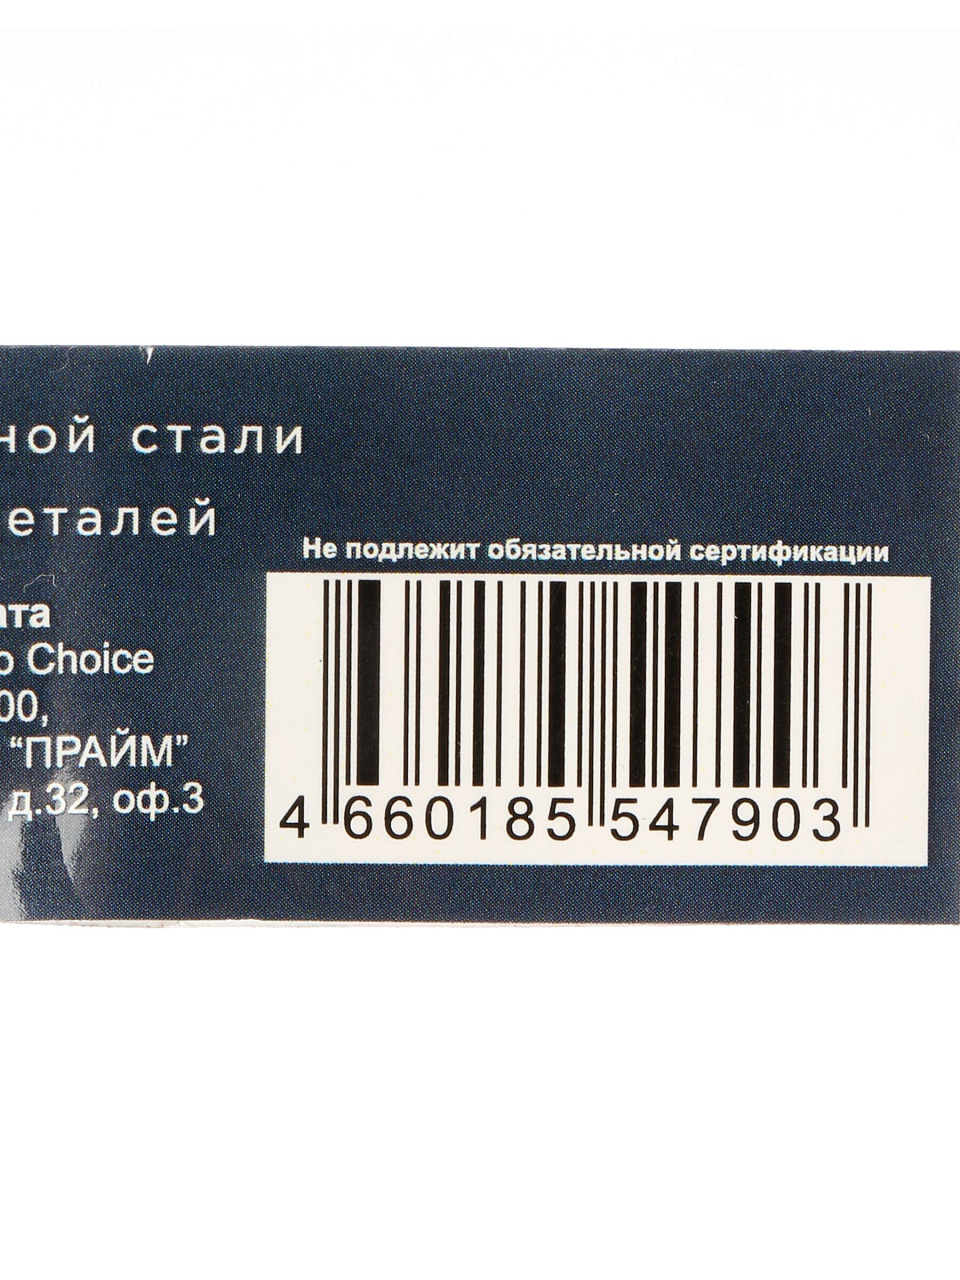 ной стали
еталей
Не подлежит обязательной сертификации
ата
o Choice
00,
“ПРАЙМ”
д.32, оф.3
4 660185 547903